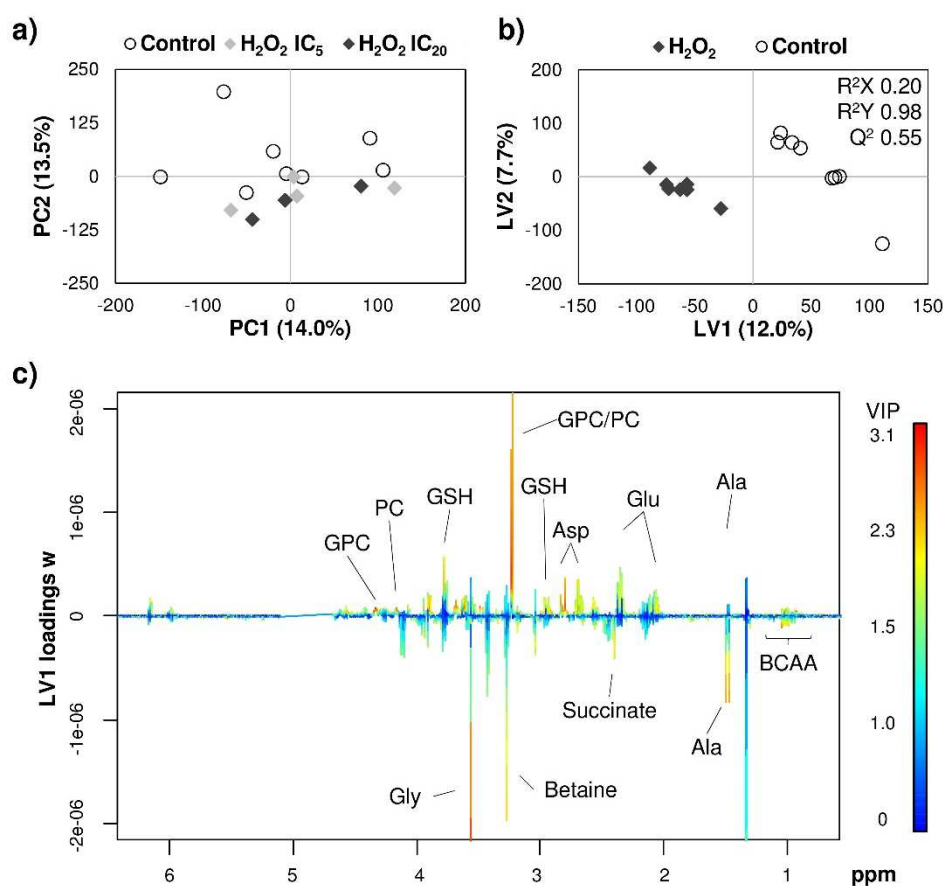 a)
○ Control ◆ H₂O₂ IC₅ ◆ H₂O₂ IC₂₀
250
125
0
-125
-250
PC2 (13.5%)
-200
-100
0
100
200
PC1 (14.0%)
b)
◆ H₂O₂ ○ Control
R²X 0.20
R²Y 0.98
Q² 0.55
200
100
0
-100
-200
LV2 (7.7%)
-150
-100
-50
0
50
100
150
LV1 (12.0%)
c)
2e-06
1e-06
0
-1e-06
-2e-06
LV1 loadings w
GPC/PC
GSH
GSH
Ala
PC
Glu
Asp
GPC
BCAA
Succinate
Ala
Gly
Betaine
6
5
4
3
2
1
ppm
VIP
3.1
2.3
1.5
1.0
0